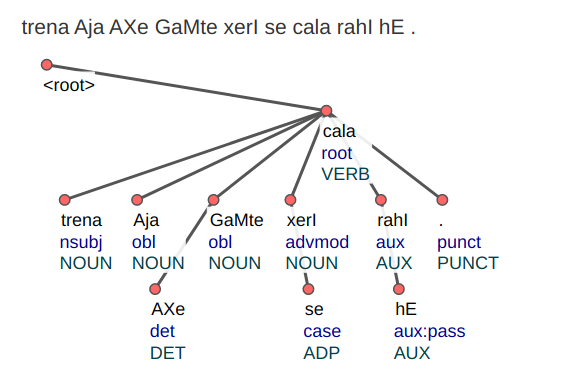 trena Aja AXe GaMte xerI se cala rahI hE .
<root>
cala
root
VERB
trena Aja GaMte xerI rahI .
nsubj obl obl advmod aux punct
NOUN NOUN NOUN NOUN AUX PUNCT
AXe se hE
det case aux:pass
DET ADP AUX